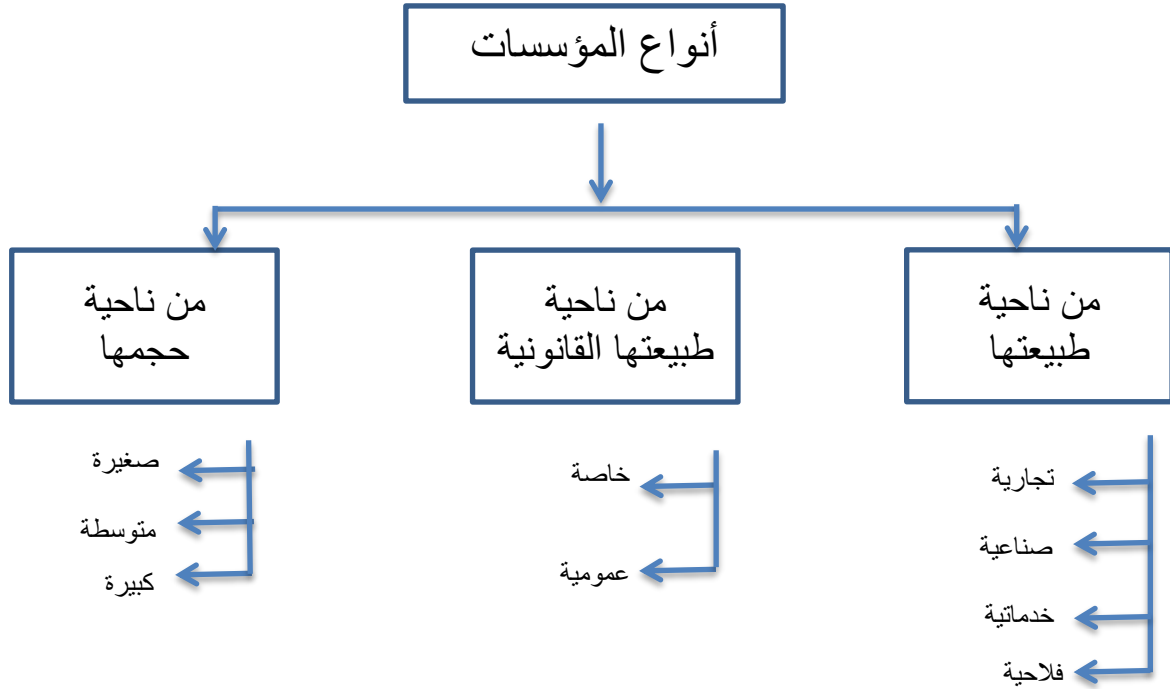 أنواع المؤسسات
من ناحية
طبيعتها
من ناحية
طبيعتها القانونية
من ناحية
حجمها
تجارية
صناعية
خدماتية
فلاحية
خاصة
عمومية
صغيرة
متوسطة
كبيرة